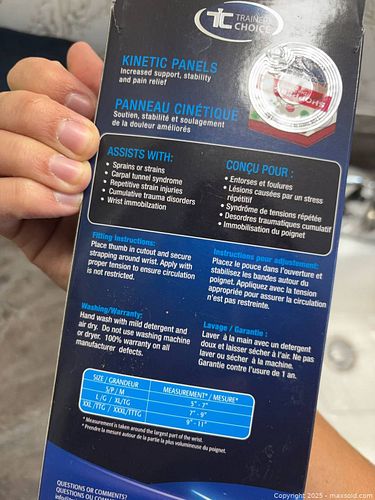 TC TRAINER'S
CHOICE
KINETIC PANELS
Increased support, stability
and pain relief
PANNEAU CINÉTIQUE
Soutien, stabilité et soulagement
de la douleur améliorés
ASSISTS WITH:
• Sprains or strains
• Carpal tunnel syndrome
• Repetitive strain injuries
• Cumulative trauma disorders
• Wrist immobilization
CONÇU POUR :
• Entorses et foulures
• Lésions causées par un stress
répétitif
• Syndrome de tensions répétée
• Desordres traumatiques cumulatif
• Immobilisation du poignet
Fitting Instructions:
Place thumb in cutout and secure
strapping around wrist. Apply with
proper tension to ensure circulation
is not restricted.
Instructions pour adjustement:
Placez le pouce dans l'ouverture et
stabilisez les bandes autour du
poignet. Appliquez avec la tension
appropriée pour assurer la circulation
n'est pas restreinte.
Washing/Warranty:
Hand wash with mild detergent and
air dry. Do not use washing machine
or dryer. 100% warranty on all
manufacturer defects.
Lavage / Garantie :
Laver à la main avec un detergent
doux et laisser sécher à l'air. Ne pas
laver ou sécher à la machine.
Garantie contre l'usure de 1 an.
SIZE / GRANDEUR MEASUREMENT* / MESURE*
S/P / M 5" - 7"
L/G / XL/TG 7" - 9"
XXL /TTG / XXXL/TTTG 9" - 11"
* Measurement is taken around the largest part of the wrist.
* Prendre la mesure autour de la partie la plus volumineuse du poignet.
QUESTIONS OR COMMENTS?
Copyright 2025 - maxsold.com